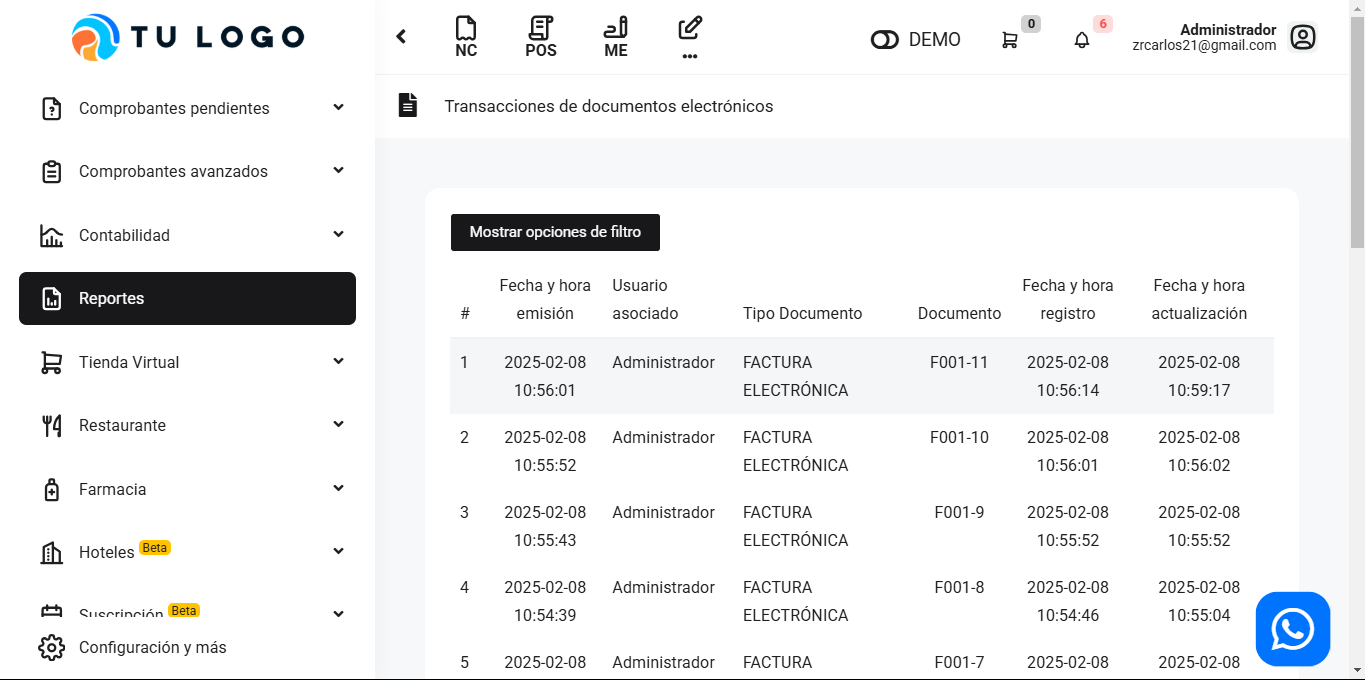 TU LOGO
Comprobantes pendientes
Comprobantes avanzados
Contabilidad
Reportes
Tienda Virtual
Restaurante
Farmacia
Hoteles Beta
Suscripción Beta
Configuración y más
NC
POS
ME
...
DEMO
0
6
Administrador
zrcarlos21@gmail.com
Transacciones de documentos electrónicos
Mostrar opciones de filtro
Fecha y hora Usuario Fecha y hora Fecha y hora
# emisión asociado Tipo Documento Documento registro actualización
1 2025-02-08 Administrador FACTURA F001-11 2025-02-08 2025-02-08
10:56:01 ELECTRÓNICA 10:56:14 10:59:17
2 2025-02-08 Administrador FACTURA F001-10 2025-02-08 2025-02-08
10:55:52 ELECTRÓNICA 10:56:01 10:56:02
3 2025-02-08 Administrador FACTURA F001-9 2025-02-08 2025-02-08
10:55:43 ELECTRÓNICA 10:55:52 10:55:52
4 2025-02-08 Administrador FACTURA F001-8 2025-02-08 2025-02-08
10:54:39 ELECTRÓNICA 10:54:46 10:55:04
5 2025-02-08 Administrador FACTURA F001-7 2025-02-08 2025-02-08